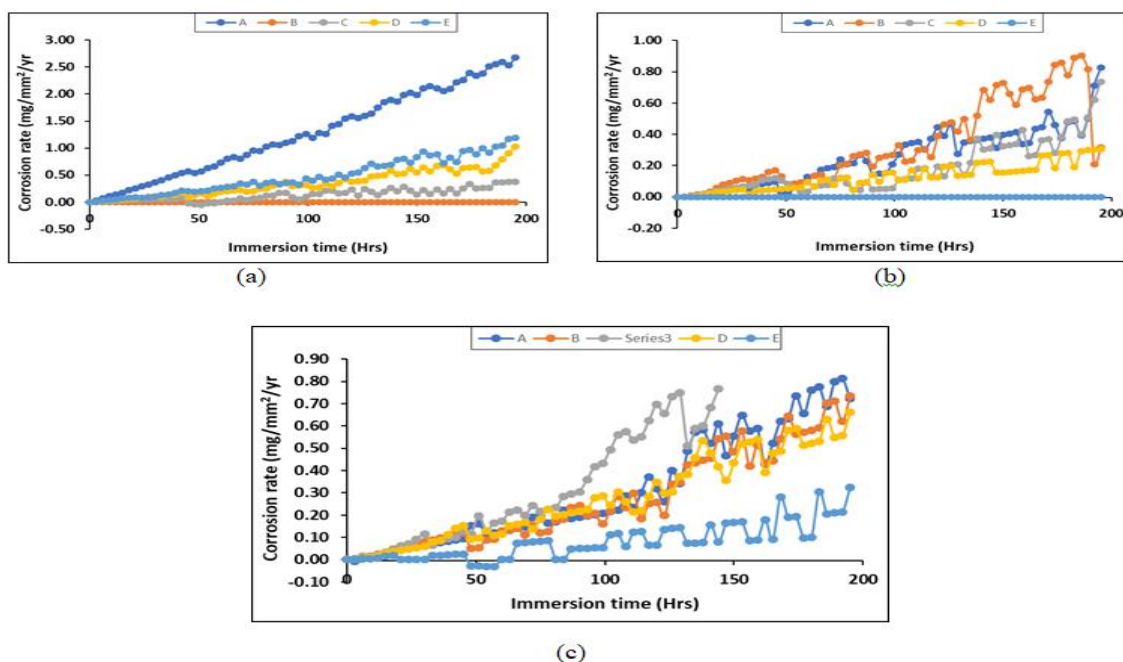 A B C D E
Corrosion rate (mg/mm²/yr
3.00
2.50
2.00
1.50
1.00
0.50
0.00
-0.50
0 50 100 150 200
Immersion time (Hrs)
(a)
A B C D E
Corrosion rate (mg/mm²/yr
1.00
0.80
0.60
0.40
0.20
0.00
-0.20
0 50 100 150 200
Immersion time (Hrs)
(b)
A B Series3 D E
Corrosion rate (mg/mm²/yr
0.90
0.80
0.70
0.60
0.50
0.40
0.30
0.20
0.10
0.00
-0.10
0 50 100 150 200
Immersion time (Hrs)
(c)